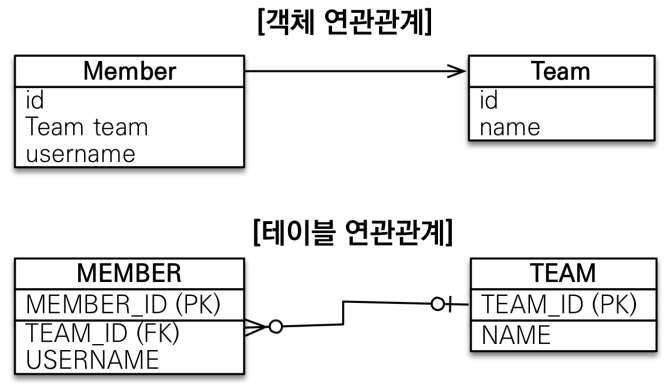 [객체 연관관계]
Member
id
Team team
username
Team
id
name
[테이블 연관관계]
MEMBER
MEMBER_ID (PK)
TEAM_ID (FK)
USERNAME
TEAM
TEAM_ID (PK)
NAME